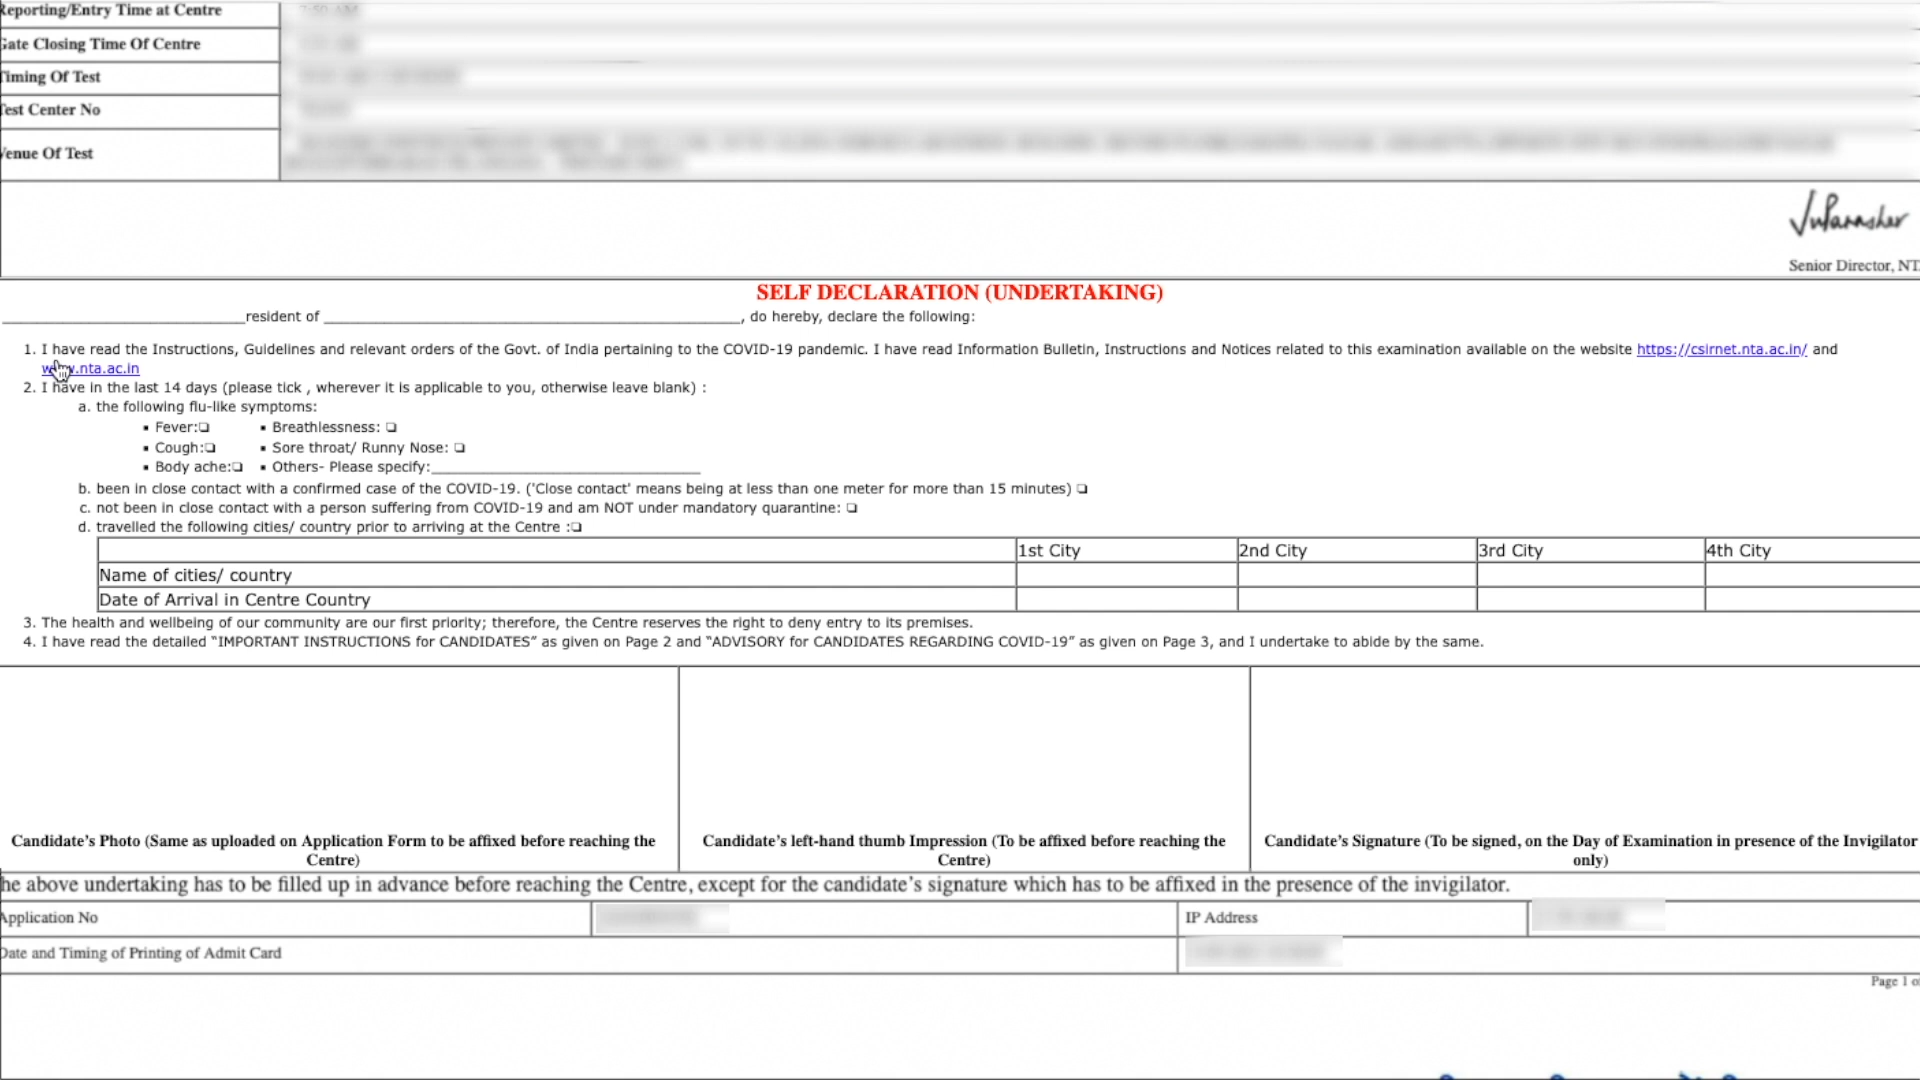 Reporting/Entry Time at Centre
Gate Closing Time Of Centre
Timing Of Test
Test Center No
Venue Of Test
Senior Director, NT
SELF DECLARATION (UNDERTAKING)
________resident of ________, do hereby, declare the following:
1. I have read the Instructions, Guidelines and relevant orders of the Govt. of India pertaining to the COVID-19 pandemic. I have read Information Bulletin, Instructions and Notices related to this examination available on the website https://csirnet.nta.ac.in/ and
www.nta.ac.in
2. I have in the last 14 days (please tick , wherever it is applicable to you, otherwise leave blank) :
a. the following flu-like symptoms:
▪ Fever:❏ ▪ Breathlessness: ❏
▪ Cough:❏ ▪ Sore throat/ Runny Nose: ❏
▪ Body ache:❏ ▪ Others- Please specify:________
b. been in close contact with a confirmed case of the COVID-19. ('Close contact' means being at less than one meter for more than 15 minutes) ❏
c. not been in close contact with a person suffering from COVID-19 and am NOT under mandatory quarantine: ❏
d. travelled the following cities/ country prior to arriving at the Centre :❏
1st City 2nd City 3rd City 4th City
Name of cities/ country
Date of Arrival in Centre Country
3. The health and wellbeing of our community are our first priority; therefore, the Centre reserves the right to deny entry to its premises.
4. I have read the detailed “IMPORTANT INSTRUCTIONS for CANDIDATES” as given on Page 2 and “ADVISORY for CANDIDATES REGARDING COVID-19” as given on Page 3, and I undertake to abide by the same.
Candidate’s Photo (Same as uploaded on Application Form to be affixed before reaching the
Centre)
Candidate’s left-hand thumb Impression (To be affixed before reaching the
Centre)
Candidate’s Signature (To be signed, on the Day of Examination in presence of the Invigilator
only)
he above undertaking has to be filled up in advance before reaching the Centre, except for the candidate’s signature which has to be affixed in the presence of the invigilator.
Application No IP Address
Date and Timing of Printing of Admit Card
Page 1 o